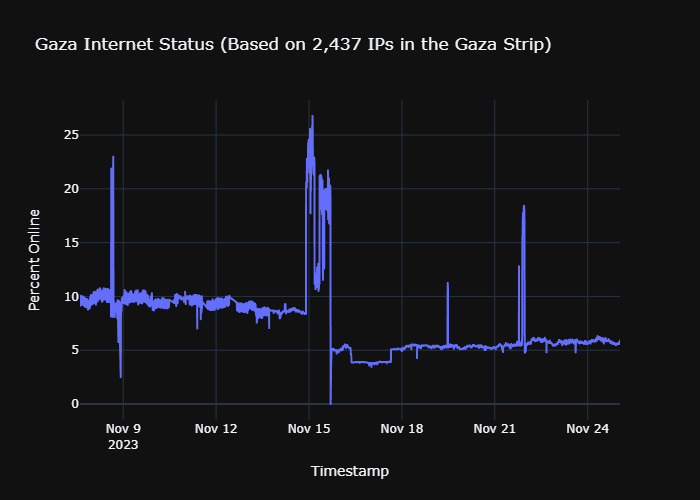 Gaza Internet Status (Based on 2,437 IPs in the Gaza Strip)
Percent Online
25
20
15
10
5
0
Nov 9
2023
Nov 12
Nov 15
Nov 18
Nov 21
Nov 24
Timestamp